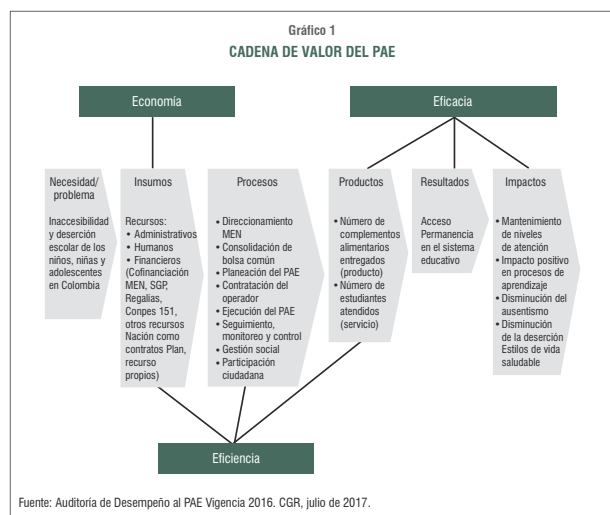 Gráfico 1
CADENA DE VALOR DEL PAE
Economía
Eficacia
Necesidad/
problema
Inaccesibilidad
y deserción
escolar de los
niños, niñas y
adolescentes
en Colombia
Insumos
Recursos:
• Administrativos
• Humanos
• Financieros
(Cofinanciación
MEN, SGP,
Regalías,
Conpes 151,
otros recursos
Nación como
contratos Plan,
recurso
propios)
Procesos
• Direccionamiento
MEN
• Consolidación de
bolsa común
• Planeación del PAE
• Contratación del
operador
• Ejecución del PAE
• Seguimiento,
monitoreo y control
• Gestión social
• Participación
ciudadana
Productos
• Número de
complementos
alimentarios
entregados
(producto)
• Número de
estudiantes
atendidos
(servicio)
Resultados
Acceso
Permanencia
en el sistema
educativo
Impactos
• Mantenimiento
de niveles
de atención
• Impacto positivo
en procesos de
aprendizaje
• Disminución del
ausentismo
• Disminución
de la deserción
Estilos de vida
saludable
Eficiencia
Fuente: Auditoría de Desempeño al PAE Vigencia 2016. CGR, julio de 2017.